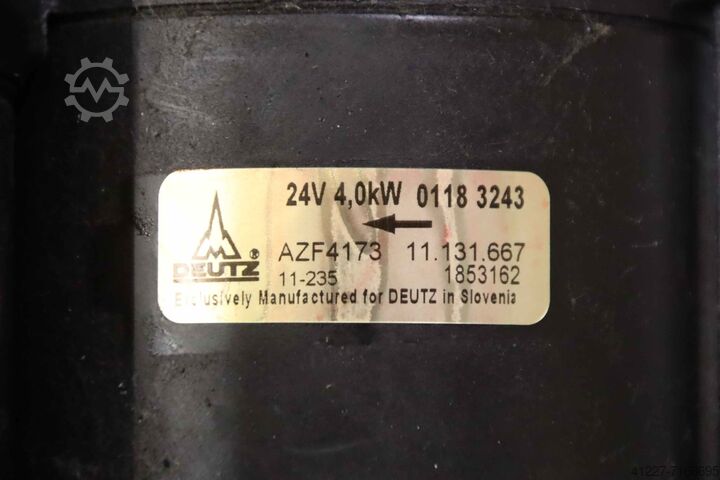 24V 4,0kW 0118 3243
AZF4173 11.131.667
DEUTZ ®
11-235 1853162
Exclusively Manufactured for DEUTZ in Slovenia